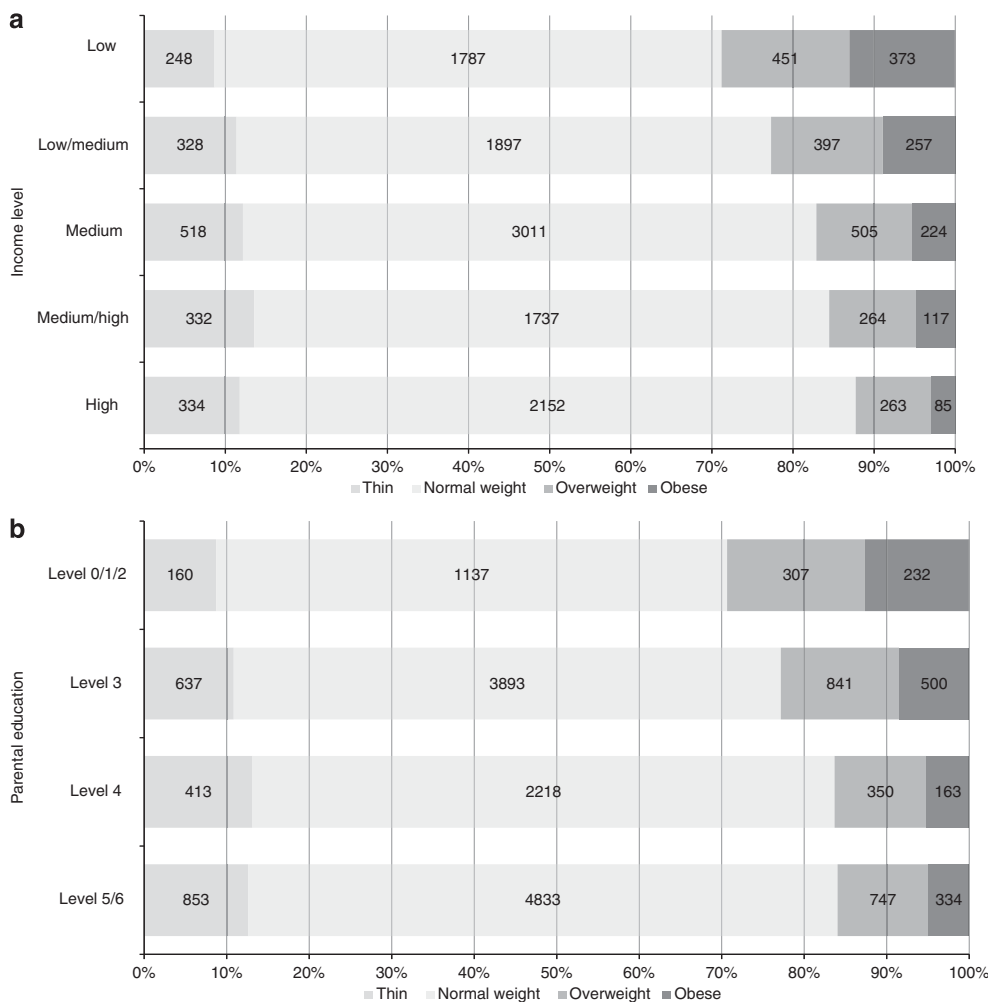 a
Income level
Low
248 1787 451 373
Low/medium
328 1897 397 257
Medium
518 3011 505 224
Medium/high
332 1737 264 117
High
334 2152 263 85
0% 10% 20% 30% 40% 50% 60% 70% 80% 90% 100%
Thin Normal weight Overweight Obese
b
Parental education
Level 0/1/2
160 1137 307 232
Level 3
637 3893 841 500
Level 4
413 2218 350 163
Level 5/6
853 4833 747 334
0% 10% 20% 30% 40% 50% 60% 70% 80% 90% 100%
Thin Normal weight Overweight Obese